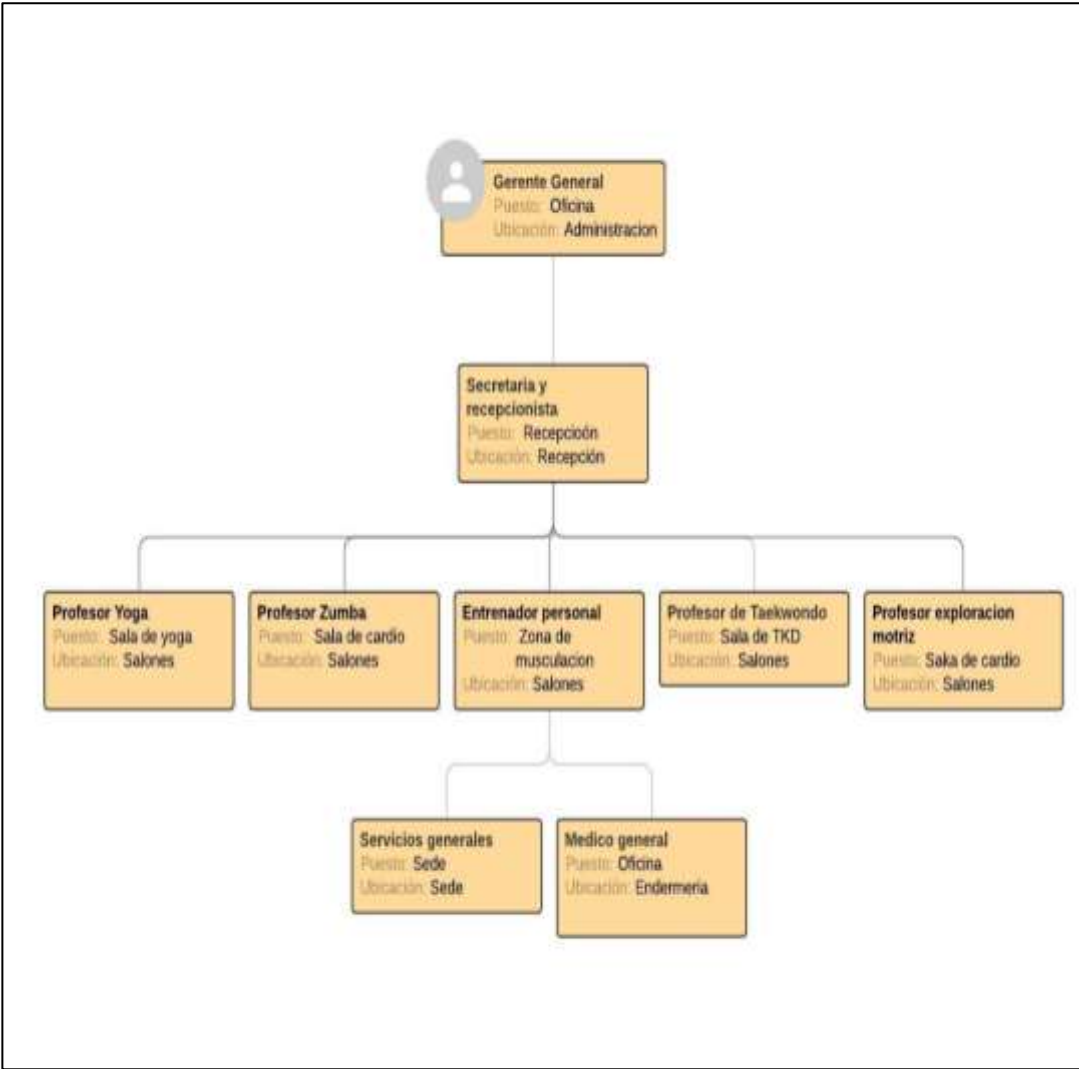 Gerente General
Puesto: Oficina
Ubicación: Administracion
Secretaria y
recepcionista
Puesto: Recepcioón
Ubicación: Recepción
Profesor Yoga
Puesto: Sala de yoga
Ubicación: Salones
Profesor Zumba
Puesto: Sala de cardio
Ubicación: Salones
Entrenador personal
Puesto: Zona de
musculacion
Ubicación: Salones
Profesor de Taekwondo
Puesto: Sala de TKD
Ubicación: Salones
Profesor exploracion
motriz
Puesto: Saka de cardio
Ubicación: Salones
Servicios generales
Puesto: Sede
Ubicación: Sede
Medico general
Puesto: Oficina
Ubicación: Endermeria